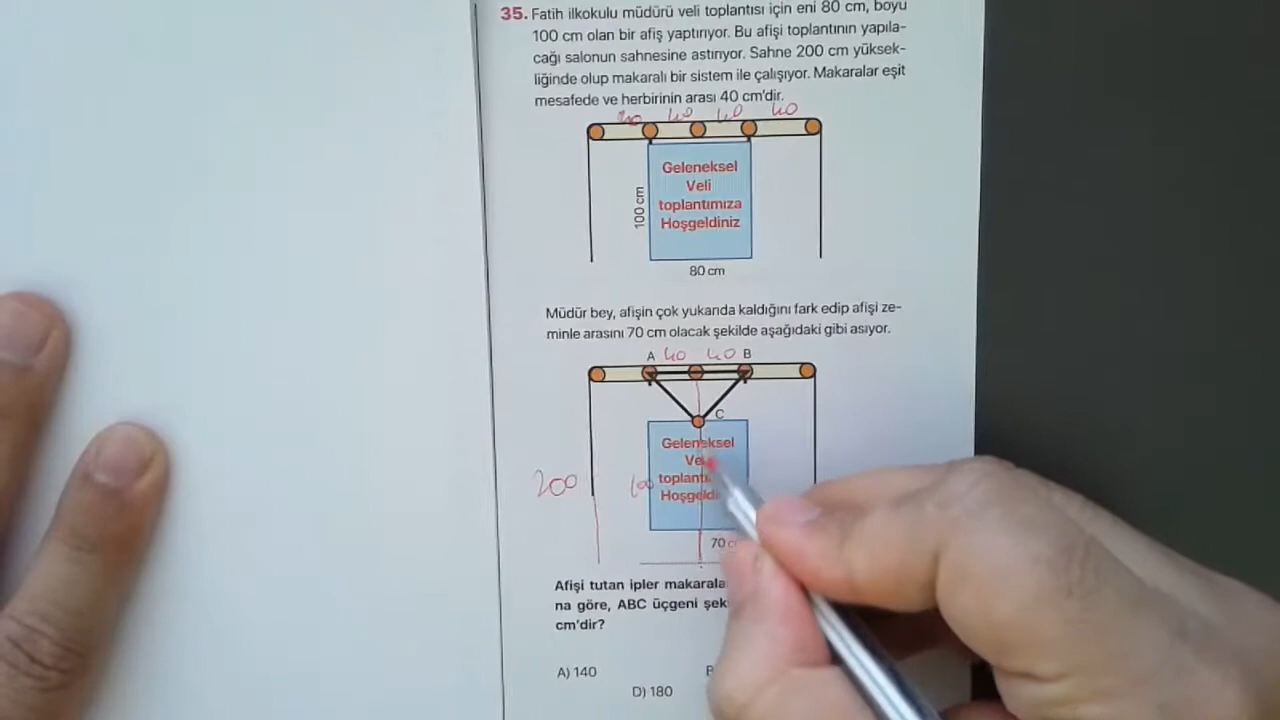 35. Fatih ilkokulu müdürü veli toplantısı için eni 80 cm, boyu
100 cm olan bir afiş yaptırıyor. Bu afişi toplantının yapıla-
cağı salonun sahnesine astırıyor. Sahne 200 cm yüksek-
liğinde olup makaralı bir sistem ile çalışıyor. Makaralar eşit
mesafede ve herbirinin arası 40 cm'dir.
40 40 40 40
Geleneksel
Veli
toplantımıza
Hoşgeldiniz
100 cm
80 cm
Müdür bey, afişin çok yukarıda kaldığını fark edip afişi ze-
minle arasını 70 cm olacak şekilde aşağıdaki gibi asıyor.
A 40 40 B
C
Geleneksel
200 100
70
Afişi tutan ipler
na göre, ABC üçgeni
cm'dir?
A) 140
D) 180